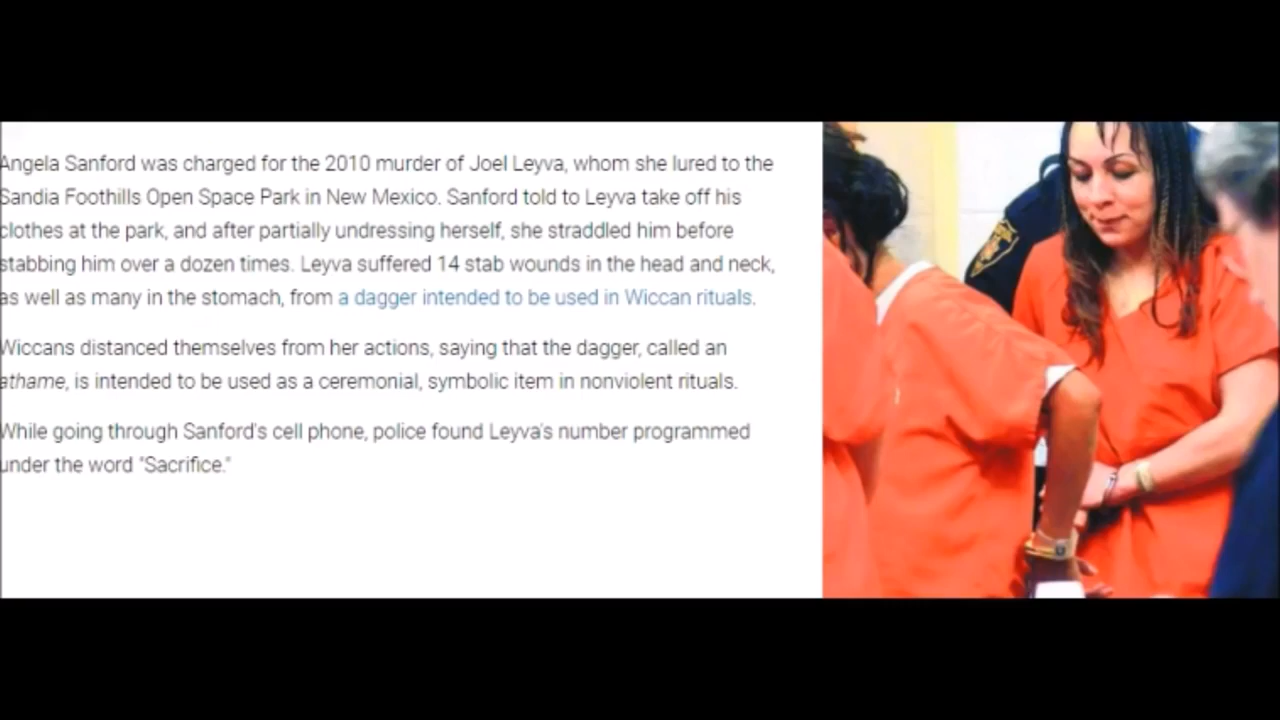 Angela Sanford was charged for the 2010 murder of Joel Leyva, whom she lured to the
Sandia Foothills Open Space Park in New Mexico. Sanford told to Leyva take off his
clothes at the park, and after partially undressing herself, she straddled him before
stabbing him over a dozen times. Leyva suffered 14 stab wounds in the head and neck,
as well as many in the stomach, from a dagger intended to be used in Wiccan rituals.
Wiccans distanced themselves from her actions, saying that the dagger, called an
athame, is intended to be used as a ceremonial, symbolic item in nonviolent rituals.
While going through Sanford's cell phone, police found Leyva's number programmed
under the word "Sacrifice."